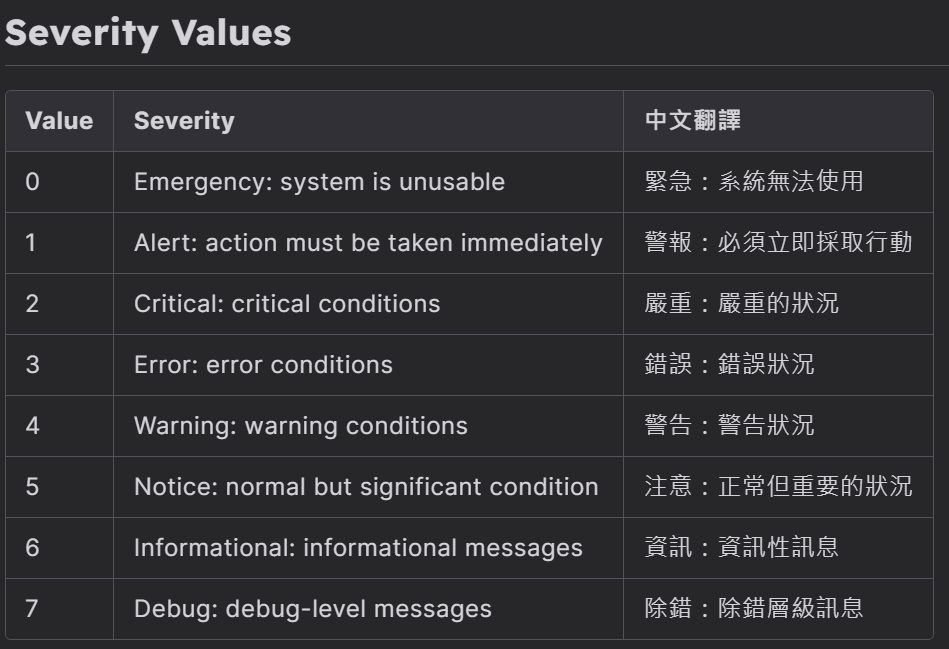 Severity Values
Value Severity 中文翻譯
0 Emergency: system is unusable 緊急：系統無法使用
1 Alert: action must be taken immediately 警報：必須立即採取行動
2 Critical: critical conditions 嚴重：嚴重的狀況
3 Error: error conditions 錯誤：錯誤狀況
4 Warning: warning conditions 警告：警告狀況
5 Notice: normal but significant condition 注意：正常但重要的狀況
6 Informational: informational messages 資訊：資訊性訊息
7 Debug: debug-level messages 除錯：除錯層級訊息